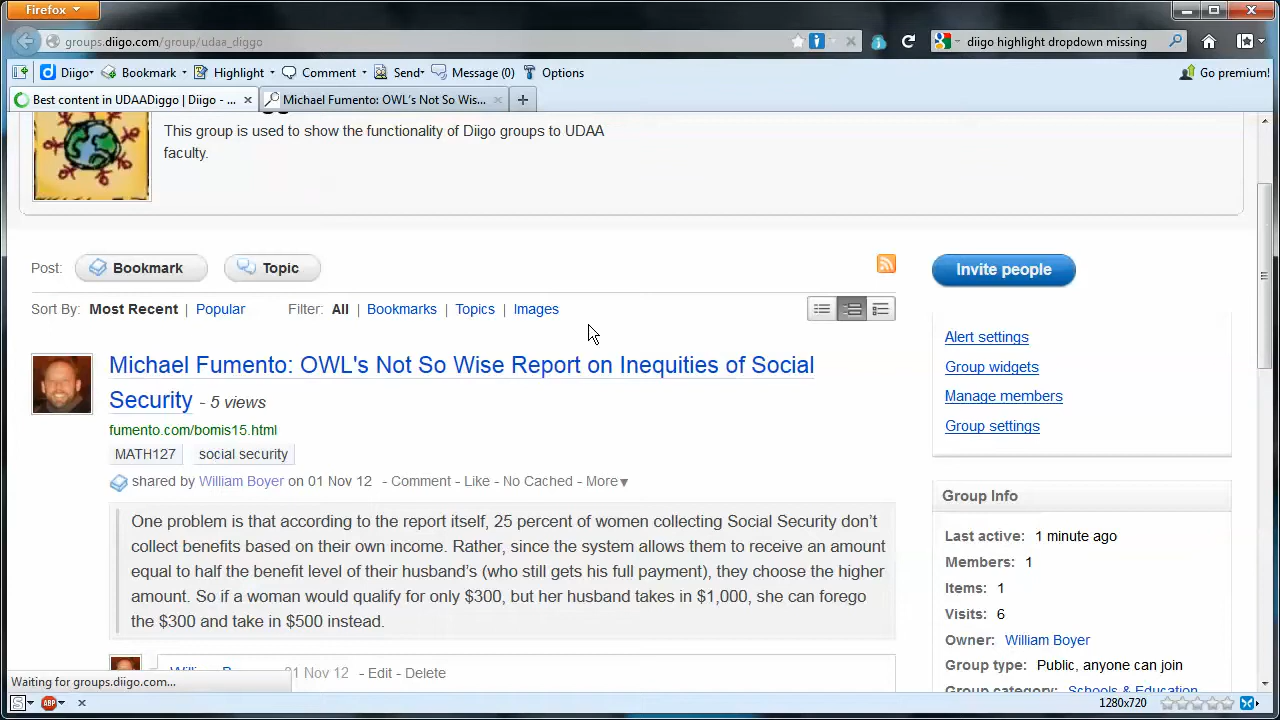 Firefox
groups.diigo.com/group/udaa_diggo
diigo highlight dropdown missing
Diigo Bookmark Highlight Comment Send Message (0) Options Go premium!
Best content in UDAADiggo | Diigo - ... Michael Fumento: OWL's Not So Wis...
This group is used to show the functionality of Diigo groups to UDAA
faculty.
Post: Bookmark Topic
Invite people
Sort By: Most Recent | Popular Filter: All | Bookmarks | Topics | Images
Alert settings
Group widgets
Manage members
Group settings
Michael Fumento: OWL's Not So Wise Report on Inequities of Social
Security - 5 views
fumento.com/bomis15.html
MATH127 social security
shared by William Boyer on 01 Nov 12 - Comment - Like - No Cached - More▼
One problem is that according to the report itself, 25 percent of women collecting Social Security don’t
collect benefits based on their own income. Rather, since the system allows them to receive an amount
equal to half the benefit level of their husband’s (who still gets his full payment), they choose the higher
amount. So if a woman would qualify for only $300, but her husband takes in $1,000, she can forego
the $300 and take in $500 instead.
Group Info
Last active: 1 minute ago
Members: 1
Items: 1
Visits: 6
Owner: William Boyer
Group type: Public, anyone can join
Group category: Schools & Education
01 Nov 12 - Edit - Delete
Waiting for groups.diigo.com...
S ABP 1280x720